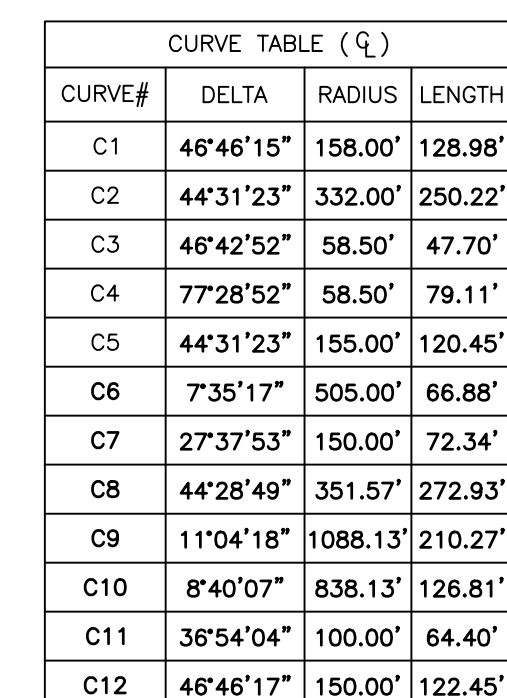 CURVE TABLE (℄)
CURVE# DELTA RADIUS LENGTH
C1 46°46'15" 158.00' 128.98'
C2 44°31'23" 332.00' 250.22'
C3 46°42'52" 58.50' 47.70'
C4 77°28'52" 58.50' 79.11'
C5 44°31'23" 155.00' 120.45'
C6 7°35'17" 505.00' 66.88'
C7 27°37'53" 150.00' 72.34'
C8 44°28'49" 351.57' 272.93'
C9 11°04'18" 1088.13' 210.27'
C10 8°40'07" 838.13' 126.81'
C11 36°54'04" 100.00' 64.40'
C12 46°46'17" 150.00' 122.45'